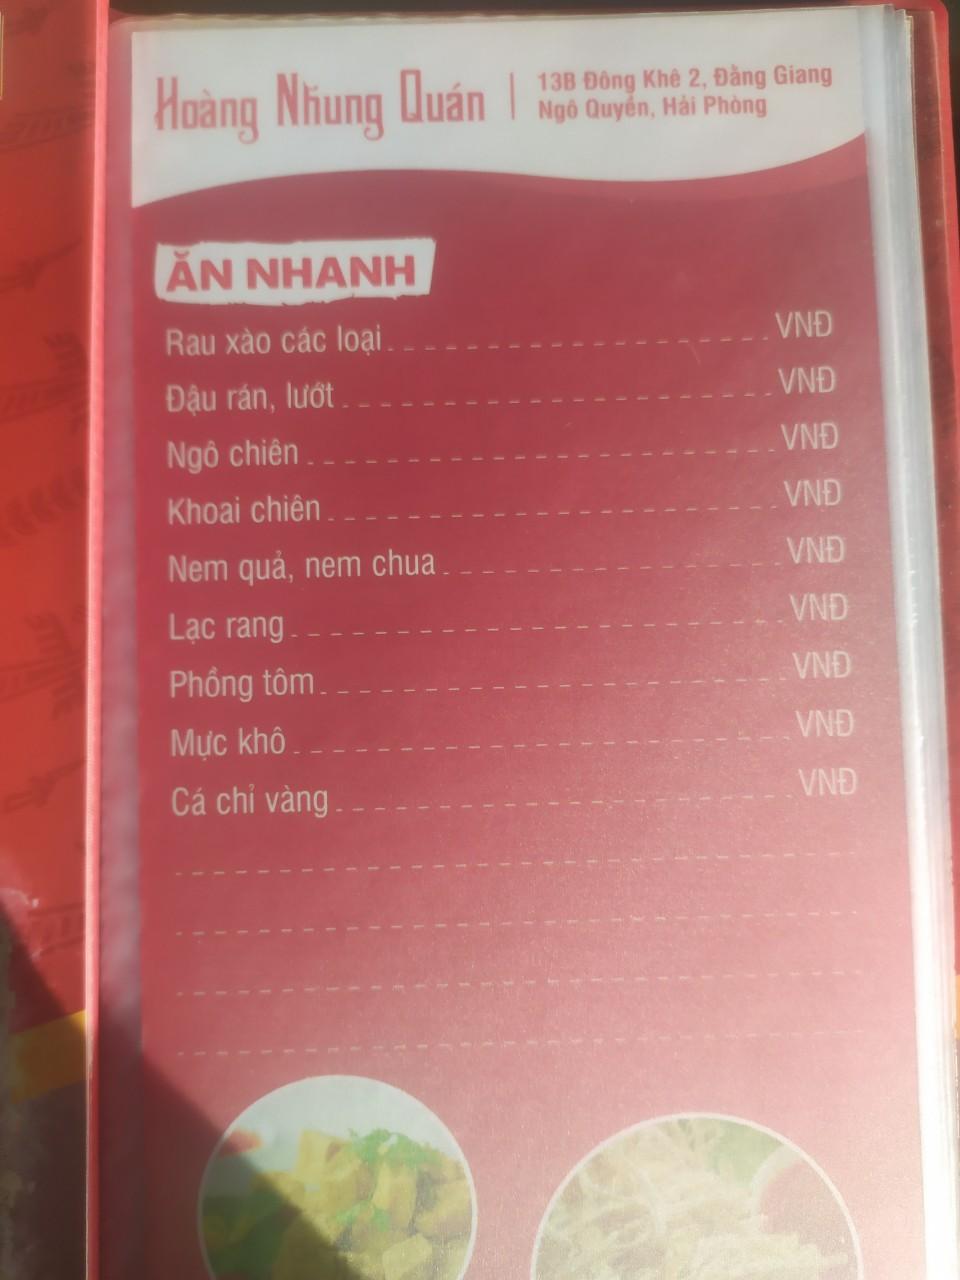 Hoàng Nhung Quán
13B Đông Khê 2, Đằng Giang
Ngô Quyền, Hải Phòng
ĂN NHANH
Rau xào các loại VNĐ
Đậu rán, lướt VNĐ
Ngô chiên VNĐ
Khoai chiên VNĐ
Nem quả, nem chua VNĐ
Lạc rang VNĐ
Phồng tôm VNĐ
Mực khô VNĐ
Cá chỉ vàng VNĐ